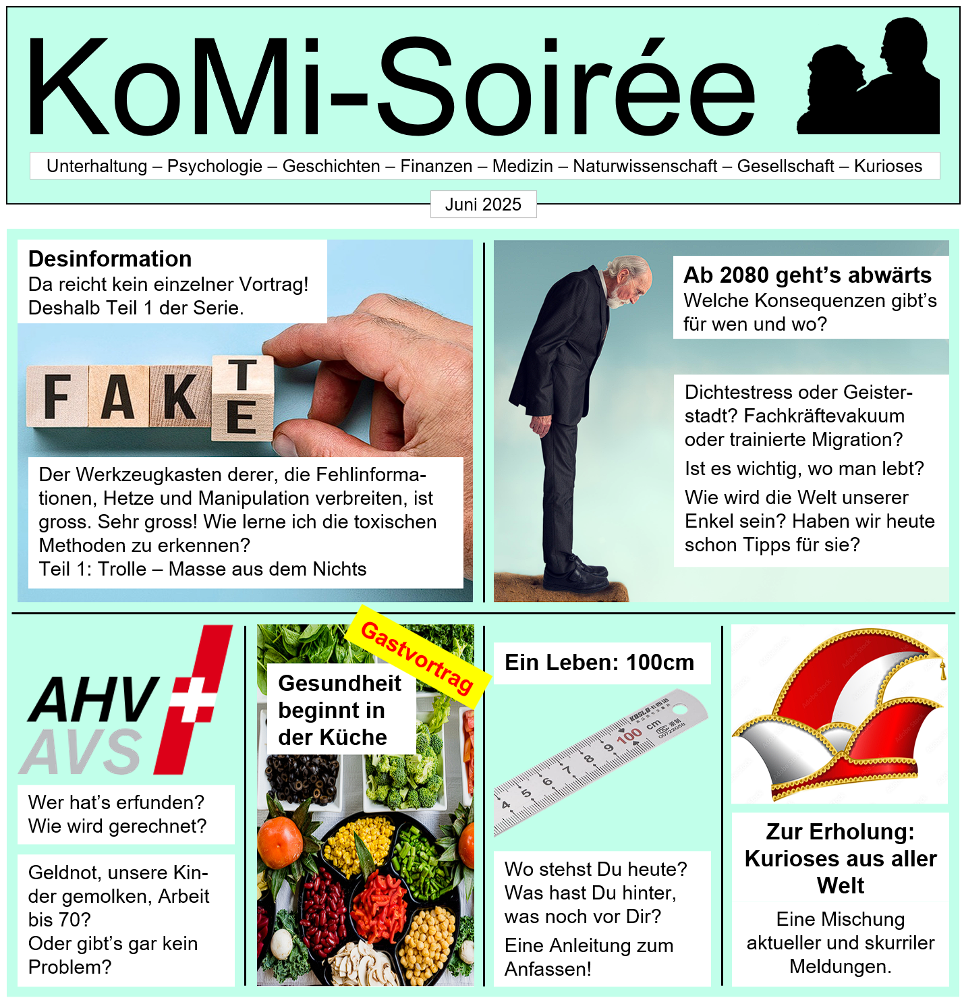 KoMi-Soirée
Unterhaltung – Psychologie – Geschichten – Finanzen – Medizin – Naturwissenschaft – Gesellschaft – Kurioses
Juni 2025
Desinformation
Da reicht kein einzelner Vortrag!
Deshalb Teil 1 der Serie.
FAKT
E
Der Werkzeugkasten derer, die Fehlinforma-
tionen, Hetze und Manipulation verbreiten, ist
gross. Sehr gross! Wie lerne ich die toxischen
Methoden zu erkennen?
Teil 1: Trolle – Masse aus dem Nichts
Ab 2080 geht's abwärts
Welche Konsequenzen gibt's
für wen und wo?
Dichtestress oder Geister-
stadt? Fachkräftevakuum
oder trainierte Migration?
Ist es wichtig, wo man lebt?
Wie wird die Welt unserer
Enkel sein? Haben wir heute
schon Tipps für sie?
AHV
AVS
Wer hat's erfunden?
Wie wird gerechnet?
Geldnot, unsere Kin-
der gemolken, Arbeit
bis 70?
Oder gibt's gar kein
Problem?
Gastvortrag
Gesundheit
beginnt in
der Küche
Ein Leben: 100cm
KOSLO
4 5 6 7 8 9 100 cm
Wo stehst Du heute?
Was hast Du hinter,
was noch vor Dir?
Eine Anleitung zum
Anfassen!
Zur Erholung:
Kurioses aus aller
Welt
Eine Mischung
aktueller und skurriler
Meldungen.